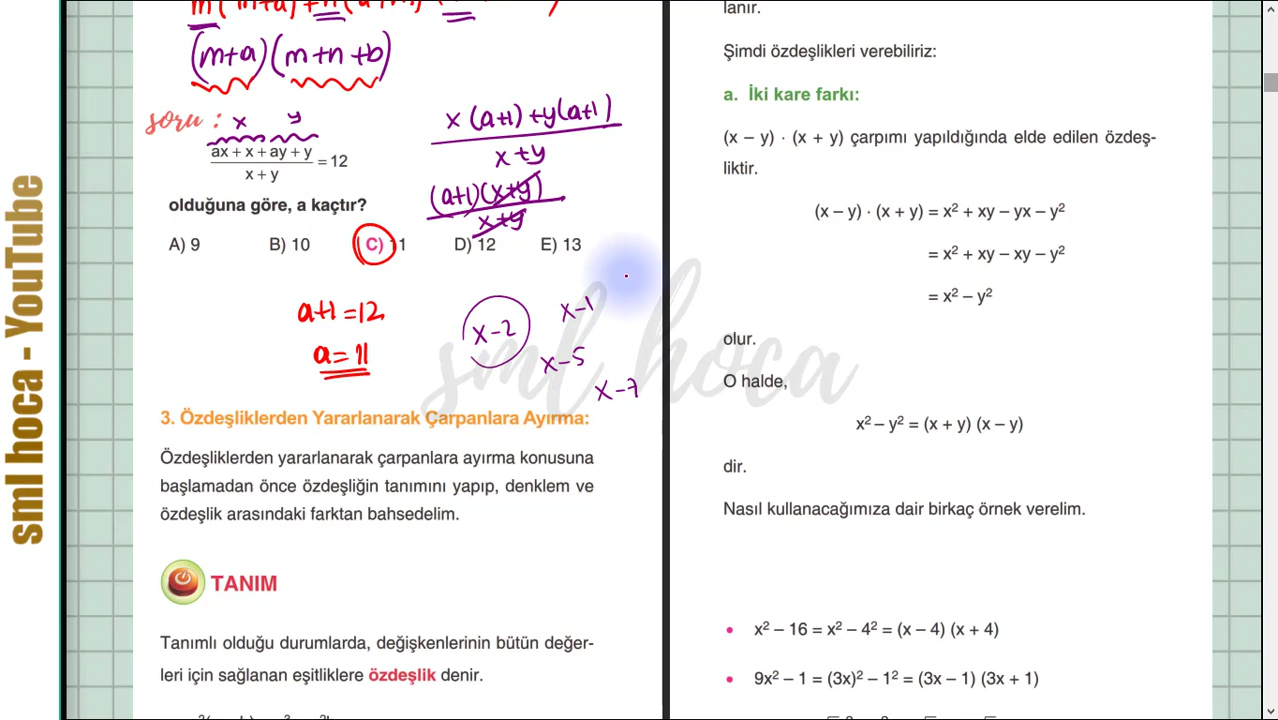 (m+a)(m+n+b)
soru : x y
ax + x + ay + y
x + y
= 12
x(a+1)+y(a+1)
x+y
(a+1)(x+y)
x+y
olduğuna göre, a kaçtır?
A) 9 B) 10 C) 11 D) 12 E) 13
a+1=12
a=11
x-2
x-1
x-5
x-7
3. Özdeşliklerden Yararlanarak Çarpanlara Ayırma:
Özdeşliklerden yararlanarak çarpanlara ayırma konusuna
başlamadan önce özdeşliğin tanımını yapıp, denklem ve
özdeşlik arasındaki farktan bahsedelim.
TANIM
Tanımlı olduğu durumlarda, değişkenlerinin bütün değer-
leri için sağlanan eşitliklere özdeşlik denir.
lanır.
Şimdi özdeşlikleri verebiliriz:
a. İki kare farkı:
(x – y) · (x + y) çarpımı yapıldığında elde edilen özdeş-
liktir.
(x – y) · (x + y) = x² + xy – yx – y²
= x² + xy – xy – y²
= x² – y²
olur.
O halde,
x² – y² = (x + y) (x – y)
dir.
Nasıl kullanacağımıza dair birkaç örnek verelim.
• x² – 16 = x² – 4² = (x – 4) (x + 4)
• 9x² – 1 = (3x)² – 1² = (3x – 1) (3x + 1)
sml hoca
sml hoca - YouTube